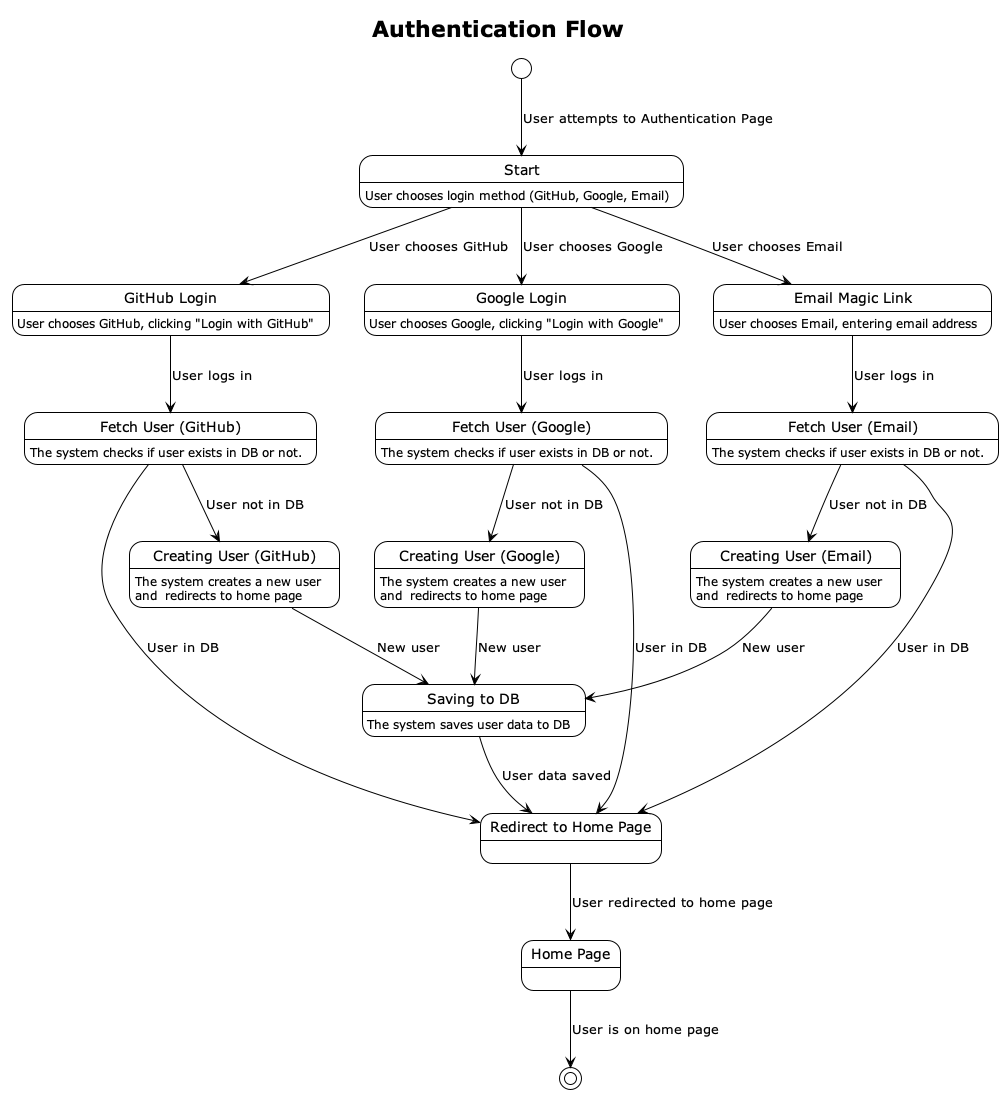 Authentication Flow
User attempts to Authentication Page
Start
User chooses login method (GitHub, Google, Email)
User chooses GitHub
User chooses Google
User chooses Email
GitHub Login
User chooses GitHub, clicking "Login with GitHub"
Google Login
User chooses Google, clicking "Login with Google"
Email Magic Link
User chooses Email, entering email address
User logs in
User logs in
User logs in
Fetch User (GitHub)
The system checks if user exists in DB or not.
Fetch User (Google)
The system checks if user exists in DB or not.
Fetch User (Email)
The system checks if user exists in DB or not.
User not in DB
User not in DB
User not in DB
Creating User (GitHub)
The system creates a new user
and  redirects to home page
Creating User (Google)
The system creates a new user
and  redirects to home page
Creating User (Email)
The system creates a new user
and  redirects to home page
User in DB
New user
New user
User in DB
New user
User in DB
Saving to DB
The system saves user data to DB
User data saved
Redirect to Home Page
User redirected to home page
Home Page
User is on home page